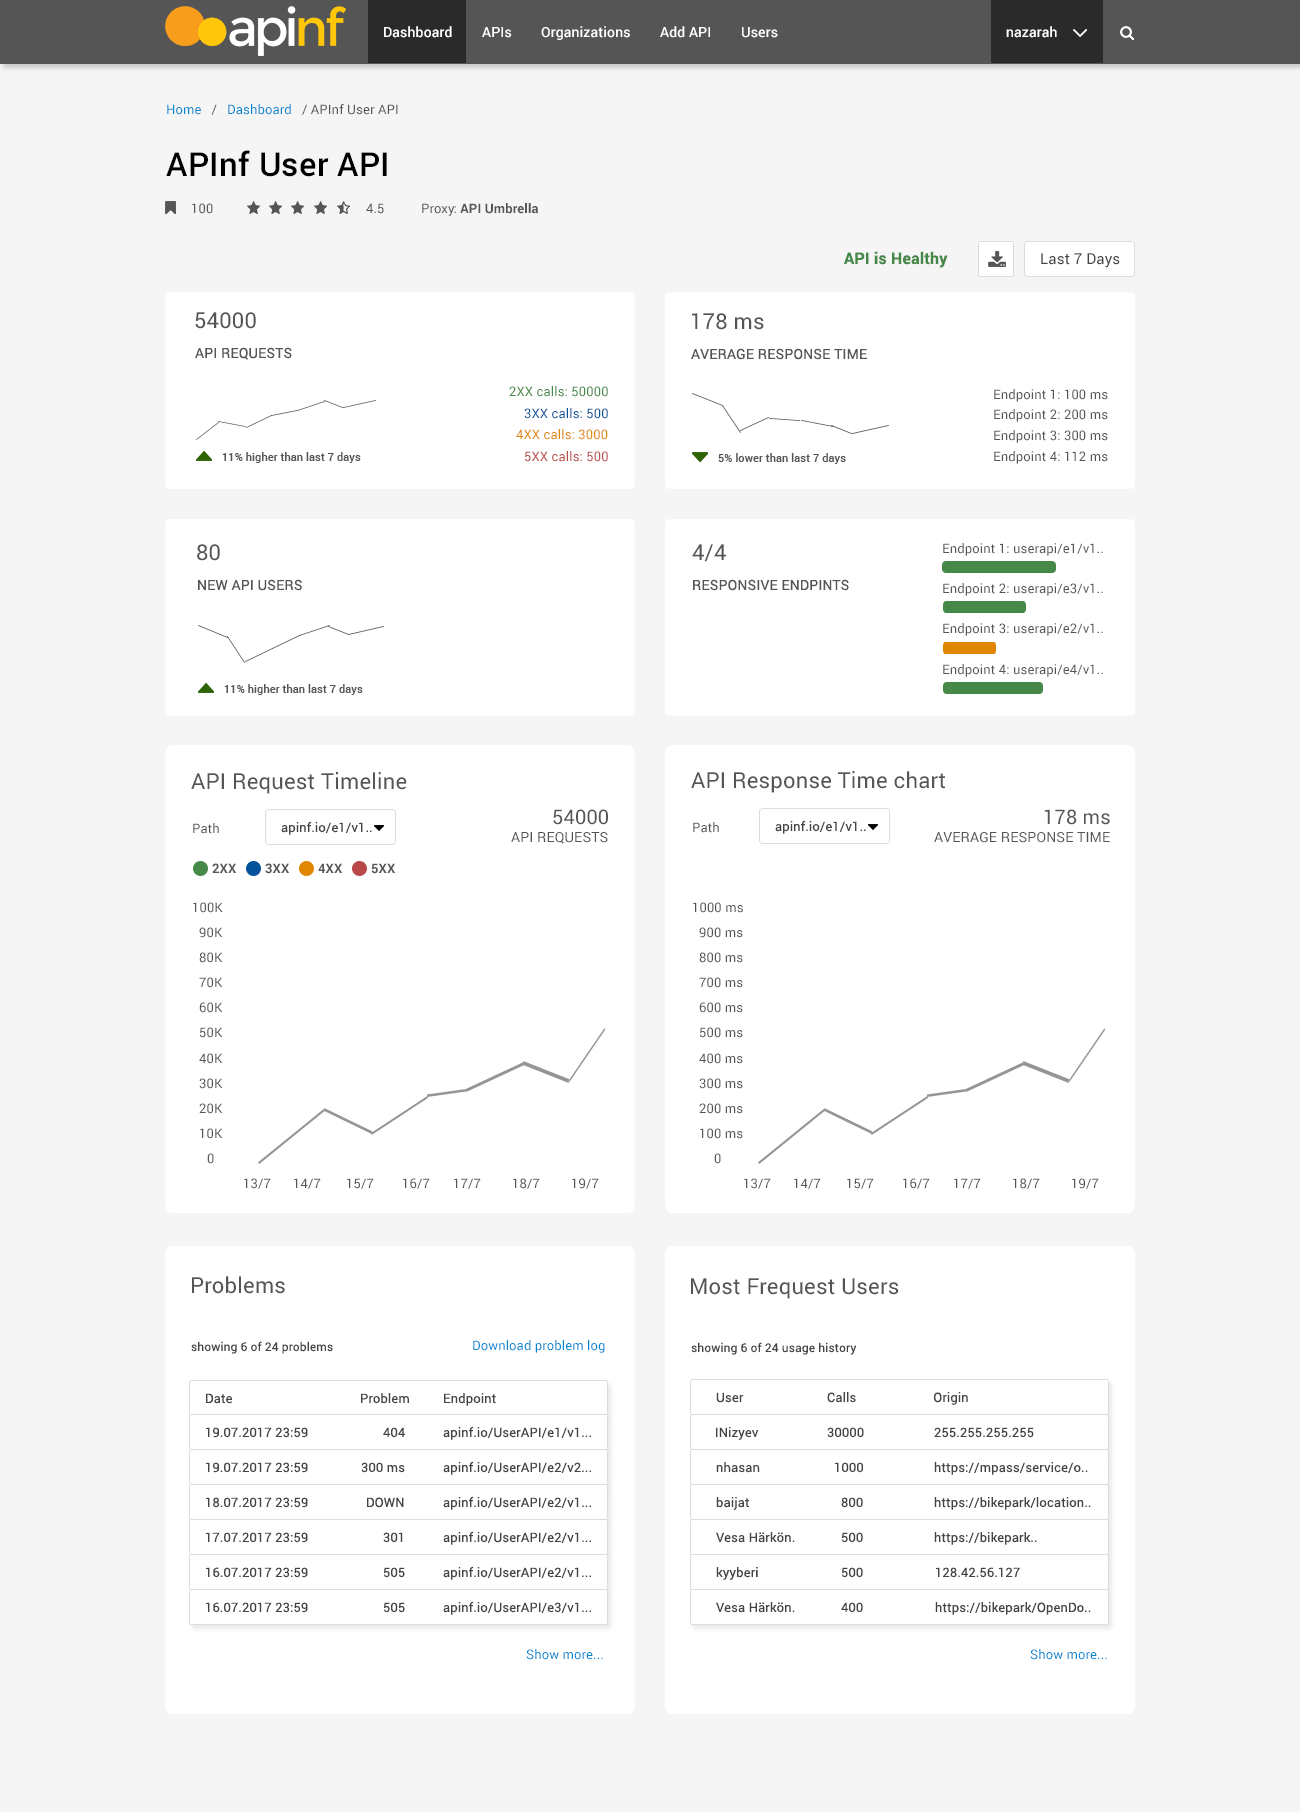 apinf Dashboard APIs Organizations Add API Users nazarah
Home / Dashboard / APInf User API
APInf User API
100 4.5 Proxy: API Umbrella
API is Healthy Last 7 Days
54000
API REQUESTS
2XX calls: 50000
3XX calls: 500
4XX calls: 3000
5XX calls: 500
11% higher than last 7 days
178 ms
AVERAGE RESPONSE TIME
Endpoint 1: 100 ms
Endpoint 2: 200 ms
Endpoint 3: 300 ms
Endpoint 4: 112 ms
5% lower than last 7 days
80
NEW API USERS
11% higher than last 7 days
4/4
RESPONSIVE ENDPINTS
Endpoint 1: userapi/e1/v1..
Endpoint 2: userapi/e3/v1..
Endpoint 3: userapi/e2/v1..
Endpoint 4: userapi/e4/v1..
API Request Timeline
Path apinf.io/e1/v1..
54000
API REQUESTS
2XX 3XX 4XX 5XX
100K
90K
80K
70K
60K
50K
40K
30K
20K
10K
0
13/7 14/7 15/7 16/7 17/7 18/7 19/7
API Response Time chart
Path apinf.io/e1/v1..
178 ms
AVERAGE RESPONSE TIME
1000 ms
900 ms
800 ms
700 ms
600 ms
500 ms
400 ms
300 ms
200 ms
100 ms
0
13/7 14/7 15/7 16/7 17/7 18/7 19/7
Problems
showing 6 of 24 problems Download problem log
Date Problem Endpoint
19.07.2017 23:59 404 apinf.io/UserAPI/e1/v1...
19.07.2017 23:59 300 ms apinf.io/UserAPI/e2/v2...
18.07.2017 23:59 DOWN apinf.io/UserAPI/e2/v1...
17.07.2017 23:59 301 apinf.io/UserAPI/e2/v1...
16.07.2017 23:59 505 apinf.io/UserAPI/e2/v1...
16.07.2017 23:59 505 apinf.io/UserAPI/e3/v1...
Show more...
Most Frequest Users
showing 6 of 24 usage history
User Calls Origin
INizyev 30000 255.255.255.255
nhasan 1000 https://mpass/service/o..
baijat 800 https://bikepark/location..
Vesa Härkön. 500 https://bikepark..
kyyberi 500 128.42.56.127
Vesa Härkön. 400 https://bikepark/OpenDo..
Show more...